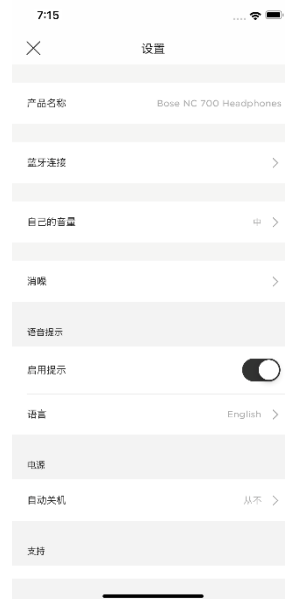 7:15
设置
产品名称 Bose NC 700 Headphones
蓝牙连接
自己的音量 中
消噪
语音提示
启用提示
语言 English
电源
自动关机 从不
支持